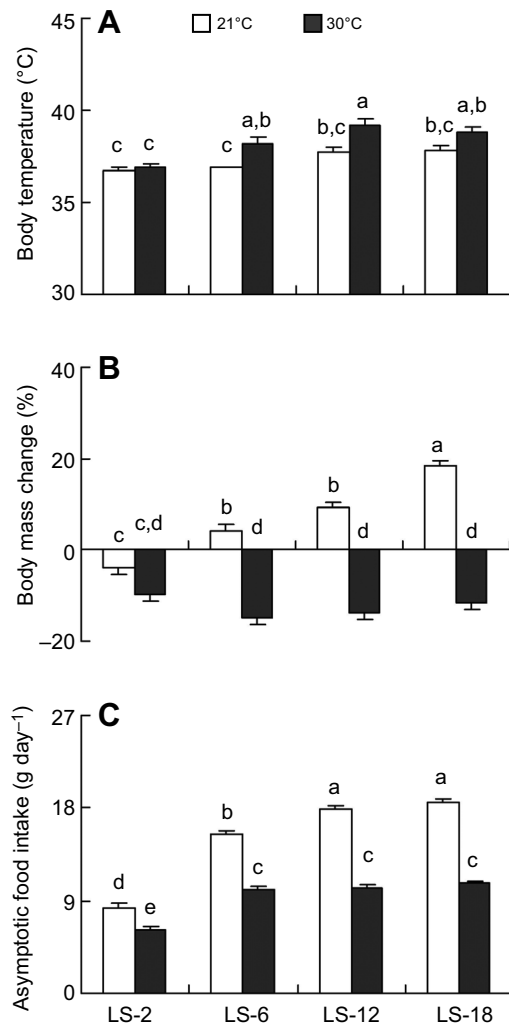 A
21°C 30°C
Body temperature (°C)
45
40
35
30
c c c a,b b,c a b,c a,b
B
Body mass change (%)
40
20
0
–20
c c,d b d b d a d
C
Asymptotic food intake (g day–1)
27
18
9
0
d e b c a c a c
LS-2 LS-6 LS-12 LS-18